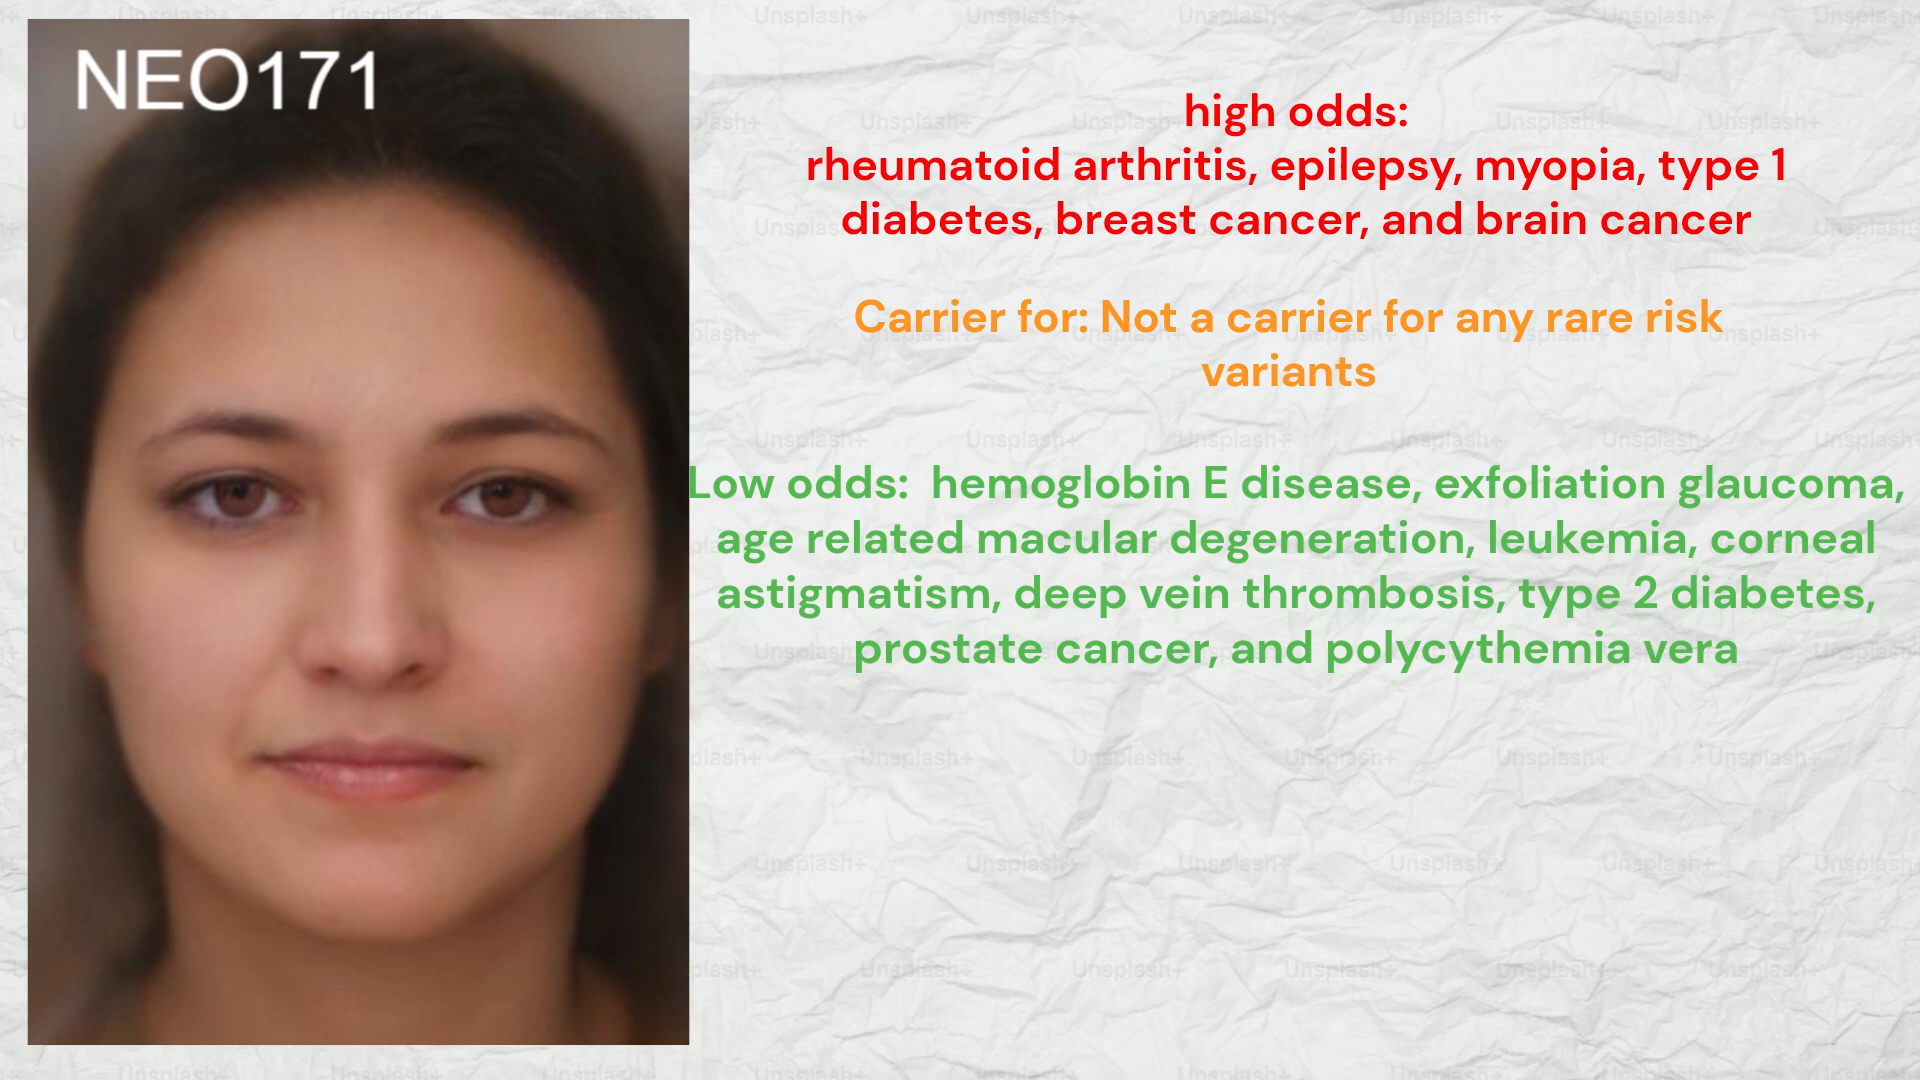 NEO171
high odds:
rheumatoid arthritis, epilepsy, myopia, type 1
diabetes, breast cancer, and brain cancer
Carrier for: Not a carrier for any rare risk
variants
Low odds:  hemoglobin E disease, exfoliation glaucoma,
age related macular degeneration, leukemia, corneal
astigmatism, deep vein thrombosis, type 2 diabetes,
prostate cancer, and polycythemia vera
Unsplash+